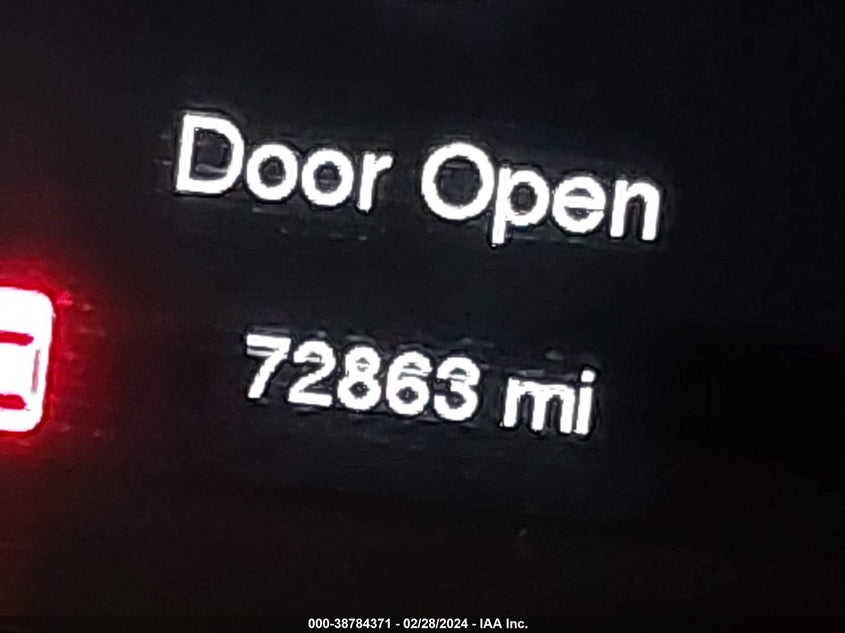 Door Open
72863 mi
000-38784371 - 02/28/2024 - IAA Inc.